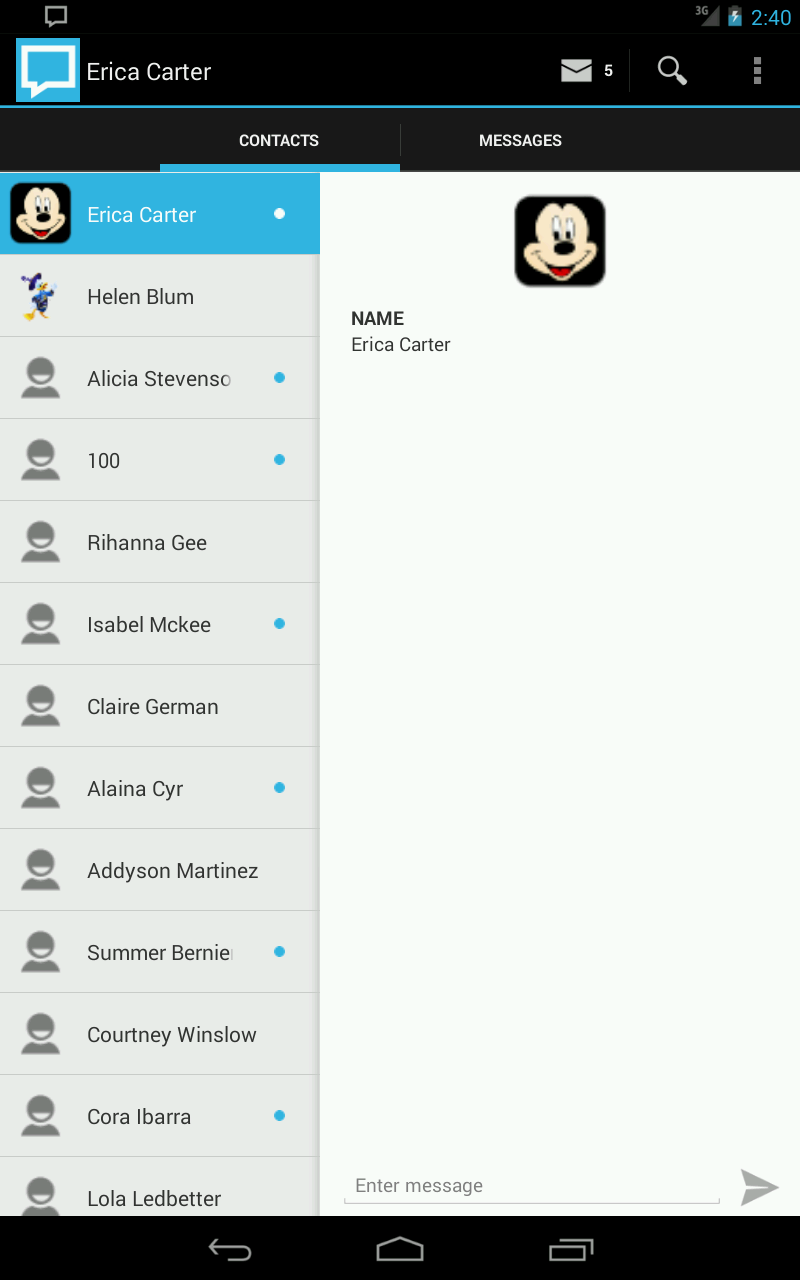 3G 2:40
Erica Carter 5
CONTACTS MESSAGES
Erica Carter
Helen Blum
Alicia Stevenso
100
Rihanna Gee
Isabel Mckee
Claire German
Alaina Cyr
Addyson Martinez
Summer Bernie
Courtney Winslow
Cora Ibarra
Lola Ledbetter
NAME
Erica Carter
Enter message